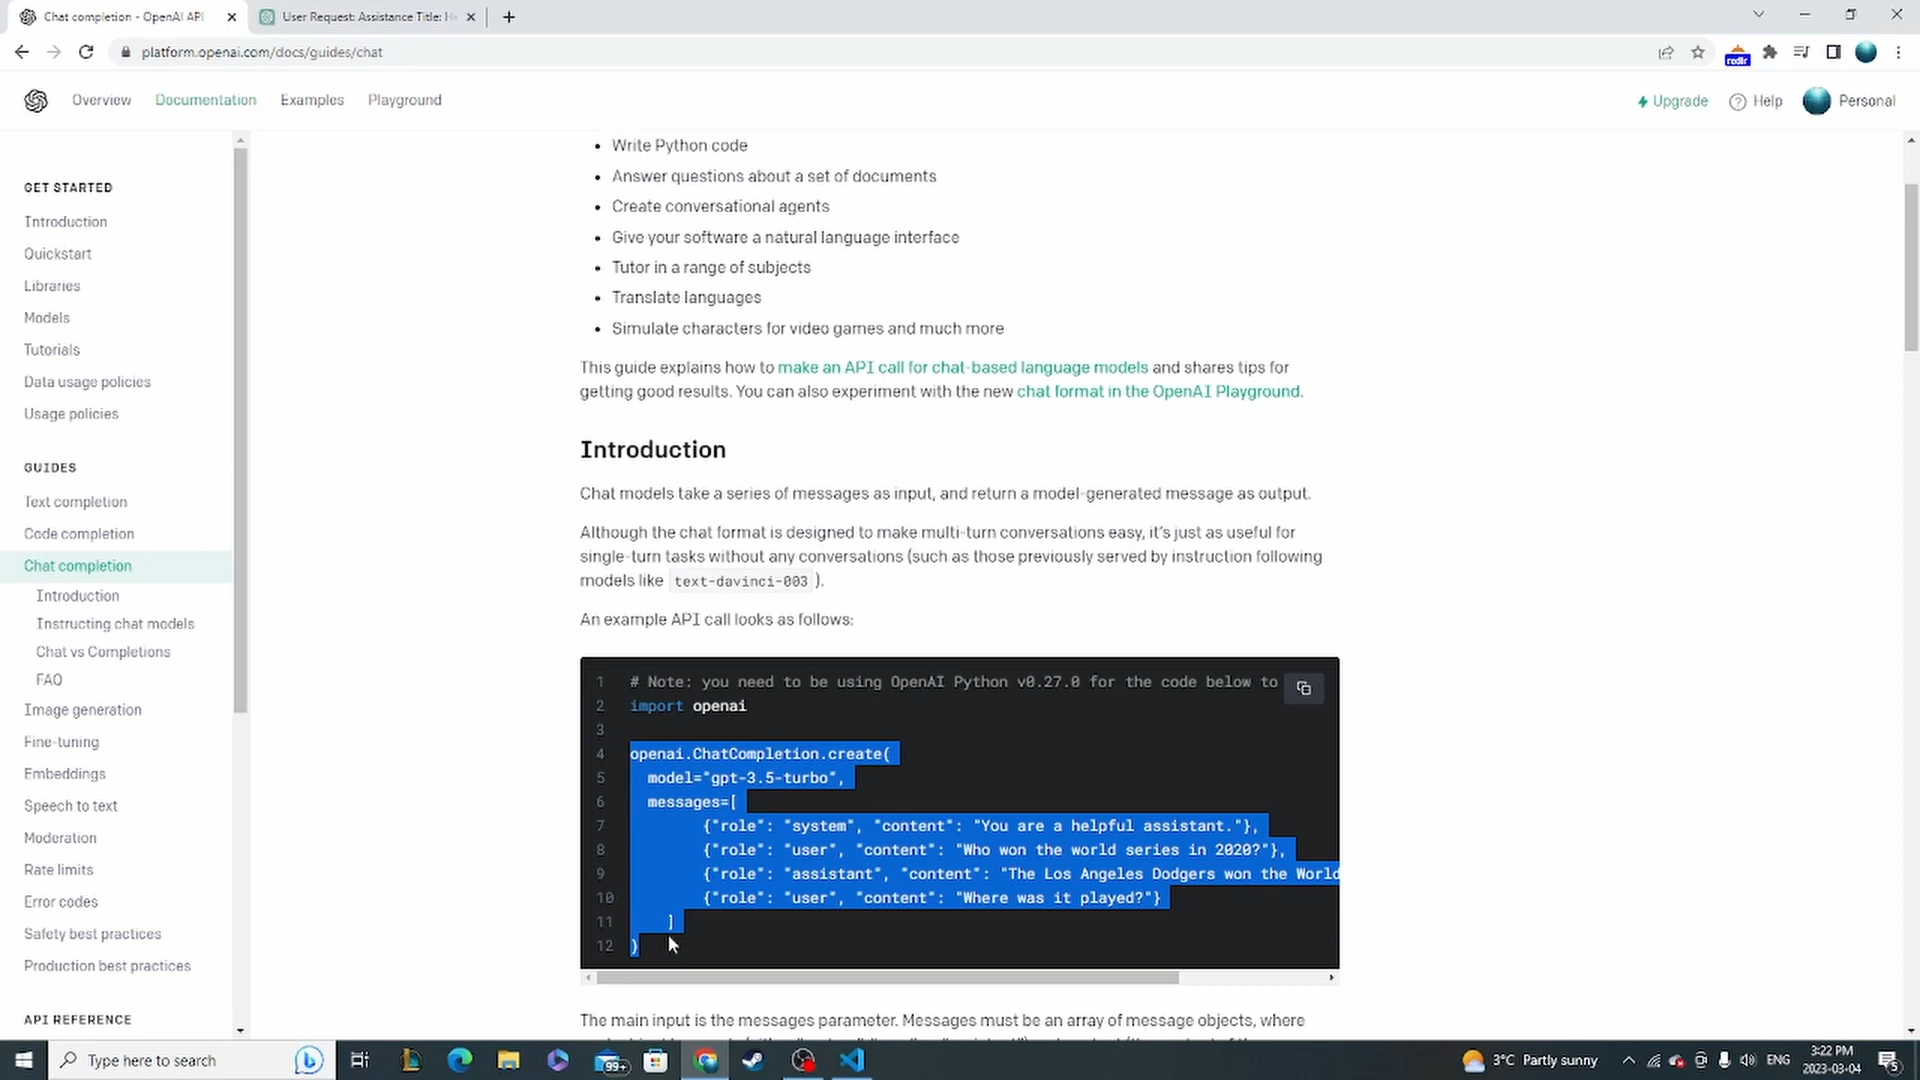 Chat completion - OpenAI API
User Request: Assistance Title: He
platform.openai.com/docs/guides/chat
redir
Overview
Documentation
Examples
Playground
Upgrade
Help
Personal
GET STARTED
Introduction
Quickstart
Libraries
Models
Tutorials
Data usage policies
Usage policies
GUIDES
Text completion
Code completion
Chat completion
Introduction
Instructing chat models
Chat vs Completions
FAQ
Image generation
Fine-tuning
Embeddings
Speech to text
Moderation
Rate limits
Error codes
Safety best practices
Production best practices
API REFERENCE
• Write Python code
• Answer questions about a set of documents
• Create conversational agents
• Give your software a natural language interface
• Tutor in a range of subjects
• Translate languages
• Simulate characters for video games and much more
This guide explains how to make an API call for chat-based language models and shares tips for
getting good results. You can also experiment with the new chat format in the OpenAI Playground.
Introduction
Chat models take a series of messages as input, and return a model-generated message as output.
Although the chat format is designed to make multi-turn conversations easy, it's just as useful for
single-turn tasks without any conversations (such as those previously served by instruction following
models like text-davinci-003 ).
An example API call looks as follows:
1 # Note: you need to be using OpenAI Python v0.27.0 for the code below to
2 import openai
3
4 openai.ChatCompletion.create(
5 model="gpt-3.5-turbo",
6 messages=[
7 {"role": "system", "content": "You are a helpful assistant."},
8 {"role": "user", "content": "Who won the world series in 2020?"},
9 {"role": "assistant", "content": "The Los Angeles Dodgers won the World
10 {"role": "user", "content": "Where was it played?"}
11 ]
12 )
The main input is the messages parameter. Messages must be an array of message objects, where
Type here to search
99+
3°C Partly sunny
ENG
3:22 PM
2023-03-04
5